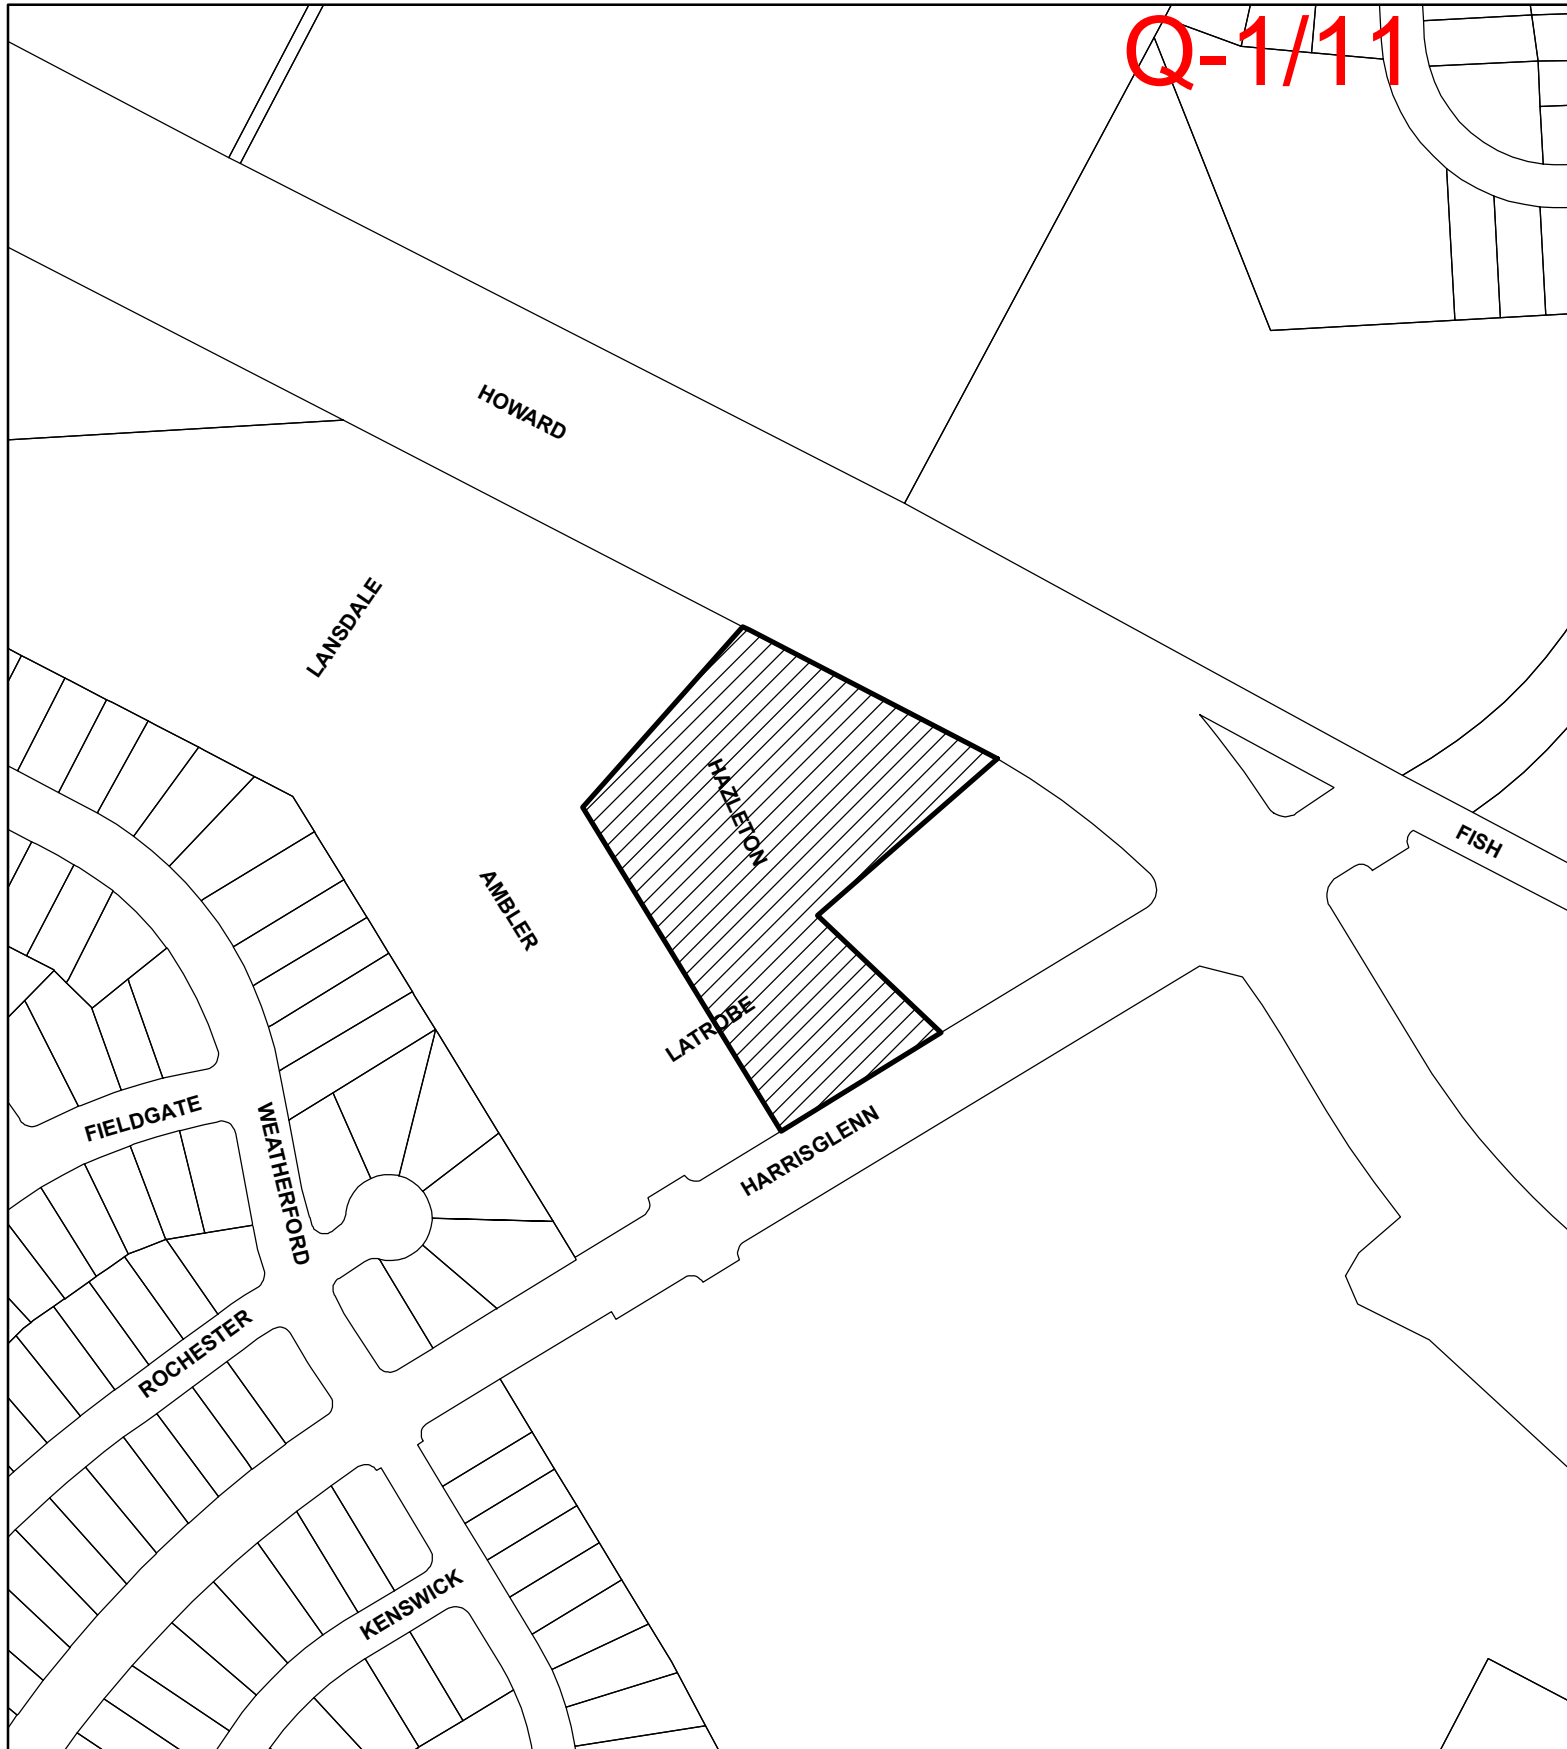 Q-1/11
HOWARD
LANSDALE
HAZLETON
FISH
AMBLER
LATROBE
FIELDGATE
WEATHERFORD
HARRISGLENN
ROCHESTER
KENSWICK